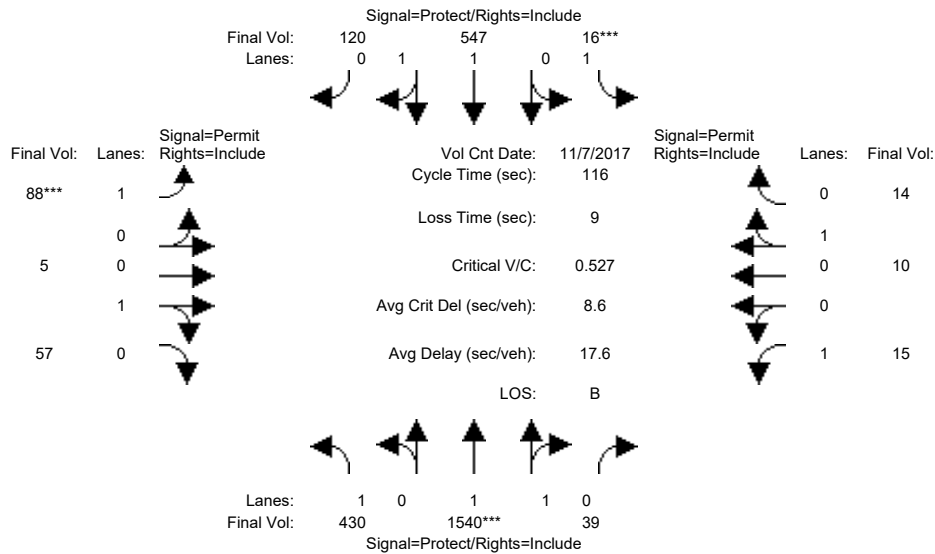 Signal=Protect/Rights=Include
Final Vol: 120 547 16***
Lanes: 0 1 1 0 1
Signal=Permit
Final Vol: Lanes: Rights=Include
Vol Cnt Date: 11/7/2017
Signal=Permit
Rights=Include Lanes: Final Vol:
Cycle Time (sec): 116
88*** 1
0 14
Loss Time (sec): 9
0
1
5 0
Critical V/C: 0.527
0 10
1
Avg Crit Del (sec/veh): 8.6
0
57 0
Avg Delay (sec/veh): 17.6
1 15
LOS: B
Lanes: 1 0 1 1 0
Final Vol: 430 1540*** 39
Signal=Protect/Rights=Include